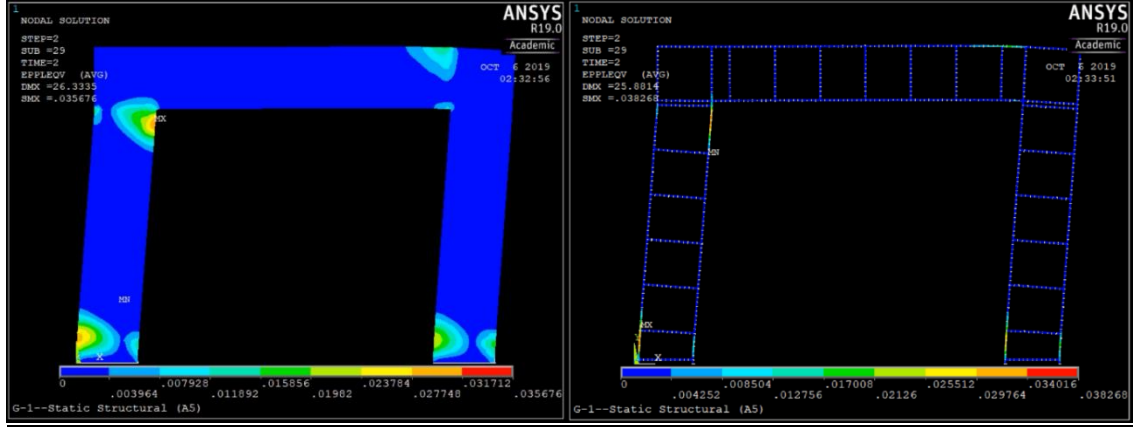 1
NODAL SOLUTION
STEP=2
SUB =29
TIME=2
EPPLEQV (AVG)
DMX =26.3335
SMX =.035676
ANSYS
R19.0
Academic
OCT 6 2019
02:32:56
MX
MN
X
0 .007928 .015856 .023784 .031712
.003964 .011892 .01982 .027748 .035676
G-1--Static Structural (A5)
1
NODAL SOLUTION
STEP=2
SUB =29
TIME=2
EPPLEQV (AVG)
DMX =25.8814
SMX =.038268
ANSYS
R19.0
Academic
OCT 6 2019
02:33:51
MN
MX
X
0 .008504 .017008 .025512 .034016
.004252 .012756 .02126 .029764 .038268
G-1--Static Structural (A5)